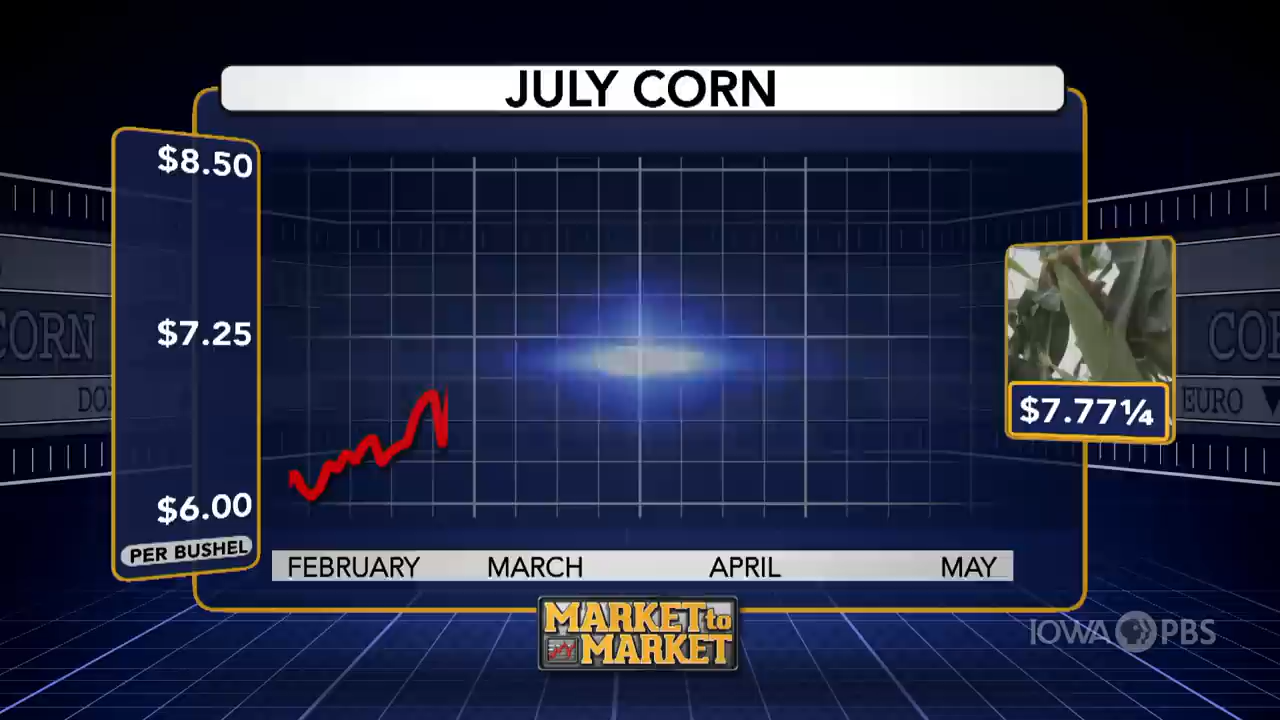 JULY CORN
$8.50
$7.25
$6.00
PER BUSHEL
FEBRUARY MARCH APRIL MAY
$7.77¼
CORN
EURO ▼
MARKET to
MARKET
IOWA PBS